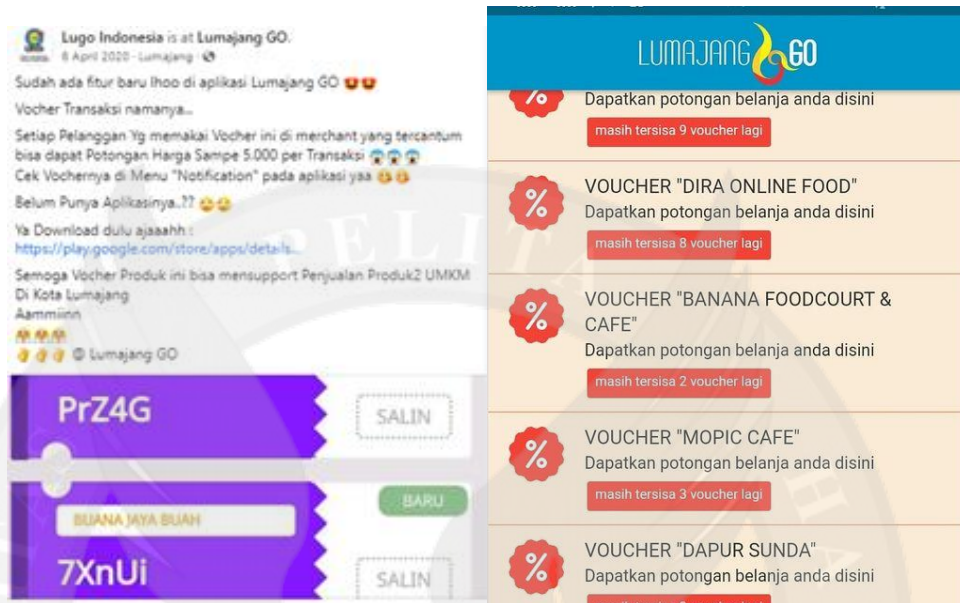 Lugo Indonesia is at Lumajang GO.
6 April 2020 · Lumajang ·
Sudah ada fitur baru lhoo di aplikasi Lumajang GO
Vocher Transaksi namanya...
Setiap Pelanggan Yg memakai Vocher ini di merchant yang tercantum
bisa dapat Potongan Harga Sampe 5.000 per Transaksi
Cek Vochernya di Menu "Notification" pada aplikasi yaa
Belum Punya Aplikasinya..??
Ya Download dulu ajaaahh :
https://play.google.com/store/apps/details...
Semoga Vocher Produk ini bisa mensupport Penjualan Produk2 UMKM
Di Kota Lumajang
Aammiinn
@ Lumajang GO
PrZ4G
SALIN
BARU
BUANA JAYA BUAH
7XnUi
SALIN
LUMAJANG GO
Dapatkan potongan belanja anda disini
masih tersisa 9 voucher lagi
VOUCHER "DIRA ONLINE FOOD"
Dapatkan potongan belanja anda disini
masih tersisa 8 voucher lagi
VOUCHER "BANANA FOODCOURT &
CAFE"
Dapatkan potongan belanja anda disini
masih tersisa 2 voucher lagi
VOUCHER "MOPIC CAFE"
Dapatkan potongan belanja anda disini
masih tersisa 3 voucher lagi
VOUCHER "DAPUR SUNDA"
Dapatkan potongan belanja anda disini
PELITA